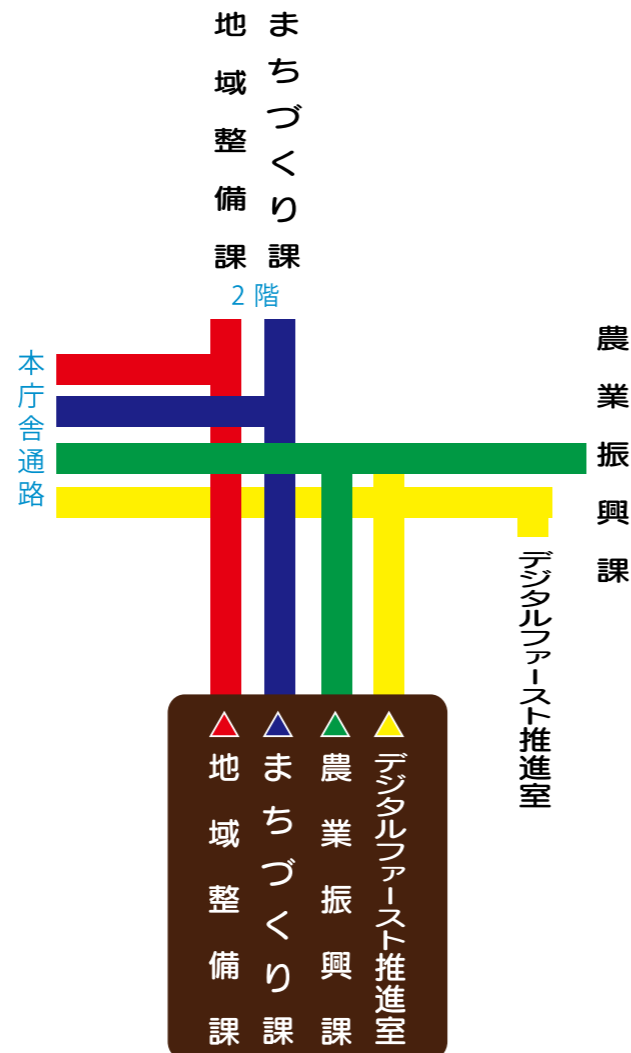 まちづくり課
地域整備課
2階
本庁舎通路
農業振興課
デジタルファースト推進室
地域整備課
まちづくり課
農業振興課
デジタルファースト推進室